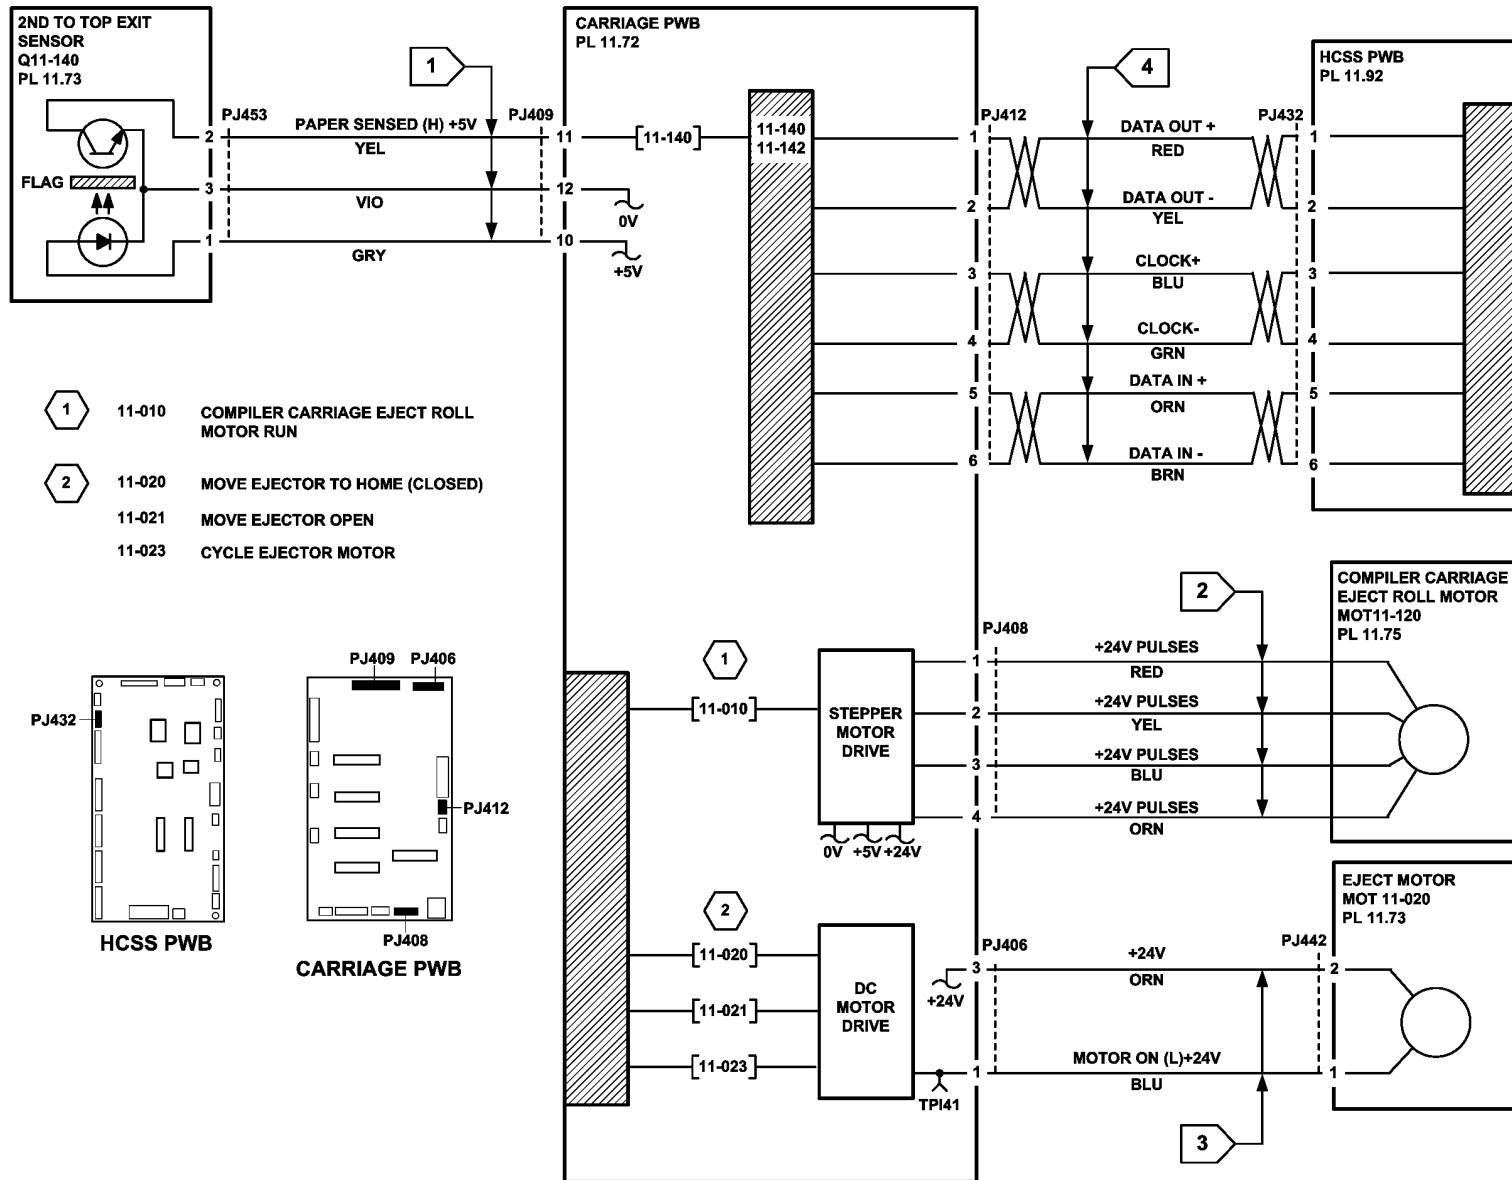 2ND TO TOP EXIT
SENSOR
Q11-140
PL 11.73
FLAG
2
3
1
PJ453
PAPER SENSED (H) +5V
YEL
VIO
GRY
1
PJ409
11
12
10
CARRIAGE PWB
PL 11.72
[11-140]
0V
+5V
11-140
11-142
PJ412
1
2
3
4
5
6
4
DATA OUT +
RED
DATA OUT -
YEL
CLOCK+
BLU
CLOCK-
GRN
DATA IN +
ORN
DATA IN -
BRN
PJ432
1
2
3
4
5
6
HCSS PWB
PL 11.92
1 11-010 COMPILER CARRIAGE EJECT ROLL
MOTOR RUN
2 11-020 MOVE EJECTOR TO HOME (CLOSED)
11-021 MOVE EJECTOR OPEN
11-023 CYCLE EJECTOR MOTOR
PJ432
HCSS PWB
PJ409 PJ406
PJ412
PJ408
CARRIAGE PWB
1
[11-010]
STEPPER
MOTOR
DRIVE
0V +5V +24V
PJ408
1
2
3
4
2
+24V PULSES
RED
+24V PULSES
YEL
+24V PULSES
BLU
+24V PULSES
ORN
COMPILER CARRIAGE
EJECT ROLL MOTOR
MOT11-120
PL 11.75
2
[11-020]
[11-021]
[11-023]
DC
MOTOR
DRIVE
+24V
TPI41
PJ406
3
1
+24V
ORN
MOTOR ON (L)+24V
BLU
3
PJ442
2
1
EJECT MOTOR
MOT 11-020
PL 11.73